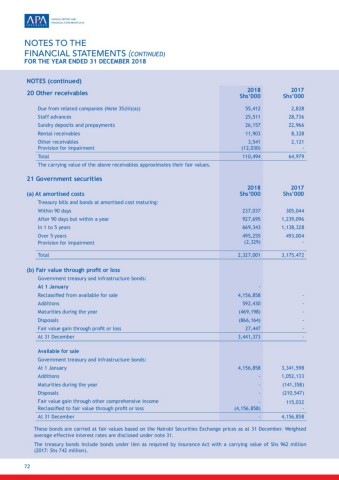 APA
ANNUAL REPORT AND
FINANCIAL STATEMENTS 2018
NOTES TO THE
FINANCIAL STATEMENTS (CONTINUED)
FOR THE YEAR ENDED 31 DECEMBER 2018
NOTES (continued)
20 Other receivables 2018 2017
Shs'000 Shs'000
Due from related companies (Note 35(ii)(a)) 55,412 2,828
Staff advances 25,511 28,736
Sundry deposits and prepayments 26,157 22,966
Rental receivables 11,903 8,328
Other receivables 3,541 2,121
Provision for impairment (12,030) -
Total 110,494 64,979
The carrying value of the above receivables approximates their fair values.
21 Government securities
2018 2017
(a) At amortised costs Shs'000 Shs'000
Treasury bills and bonds at amortised cost maturing:
Within 90 days 237,037 305,044
After 90 days but within a year 927,695 1,239,096
In 1 to 5 years 669,343 1,138,328
Over 5 years 495,255 493,004
Provision for impairment (2,329) -
Total 2,327,001 3,175,472
(b) Fair value through profit or loss
Government treasury and infrastructure bonds:
At 1 January -
Reclassified from available for sale 4,156,858 -
Additions 592,430 -
Maturities during the year (469,198) -
Disposals (866,164) -
Fair value gain through profit or loss 27,447 -
At 31 December 3,441,373 -
Available for sale
Government treasury and infrastructure bonds:
At 1 January 4,156,858 3,341,598
Additions - 1,052,133
Maturities during the year - (141,358)
Disposals - (210,547)
Fair value gain through other comprehensive income - 115,032
Reclassified to fair value through profit or loss (4,156,858) -
At 31 December - 4,156,858
These bonds are carried at fair values based on the Nairobi Securities Exchange prices as at 31 December. Weighted
average effective interest rates are disclosed under note 31.
The treasury bonds include bonds under lien as required by Insurance Act with a carrying value of Shs 962 million
(2017: Shs 742 million).
72